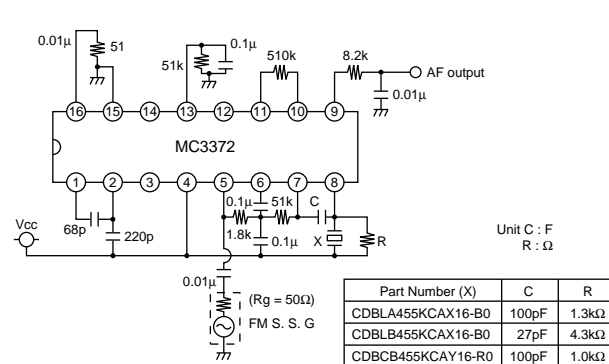 0.01μ
51
51k
0.1μ
510k
8.2k
AF output
0.01μ
16 15 14 13 12 11 10 9
MC3372
1 2 3 4 5 6 7 8
Vcc
68p
220p
0.1μ
51k
C
1.8k
0.1μ
X
R
Unit C : F
R : Ω
0.01μ
(Rg = 50Ω)
FM S. S. G
Part Number (X) C R
CDBLA455KCAX16-B0 100pF 1.3kΩ
CDBLB455KCAX16-B0 27pF 4.3kΩ
CDBCB455KCAY16-R0 100pF 1.0kΩ